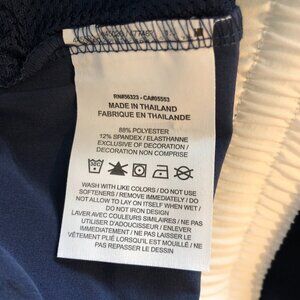 RN#56323 - CA#05553
MADE IN THAILAND
FABRIQUE EN THAILANDE
88% POLYESTER
12% SPANDEX / ELASTHANNE
EXCLUSIVE OF DECORATION /
DECORATION NON COMPRISE
WASH WITH LIKE COLORS / DO NOT USE
SOFTENERS / REMOVE IMMEDIATELY / DO
NOT ALLOW TO LAY ON ITSELF WHEN WET /
DO NOT IRON DESIGN
LAVER AVEC COULEURS SIMILAIRES / NE PAS
UTILISER D'ADOUCISSEUR / ENLEVER
IMMÉDIATEMENT / NE PAS LAISSER LE
VÊTEMENT PLIÉ LORSQU'IL EST MOUILLÉ / NE
PAS REPASSER LE DESSIN